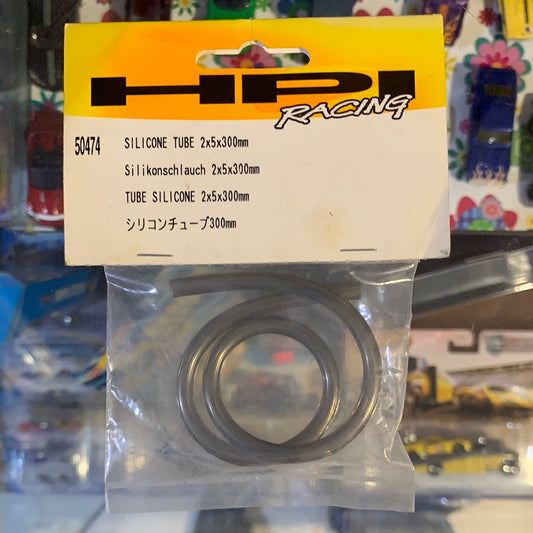 HPI
RACING
50474
SILICONE TUBE 2x5x300mm
Silikonschlauch 2x5x300mm
TUBE SILICONE 2x5x300mm
シリコンチューブ300mm